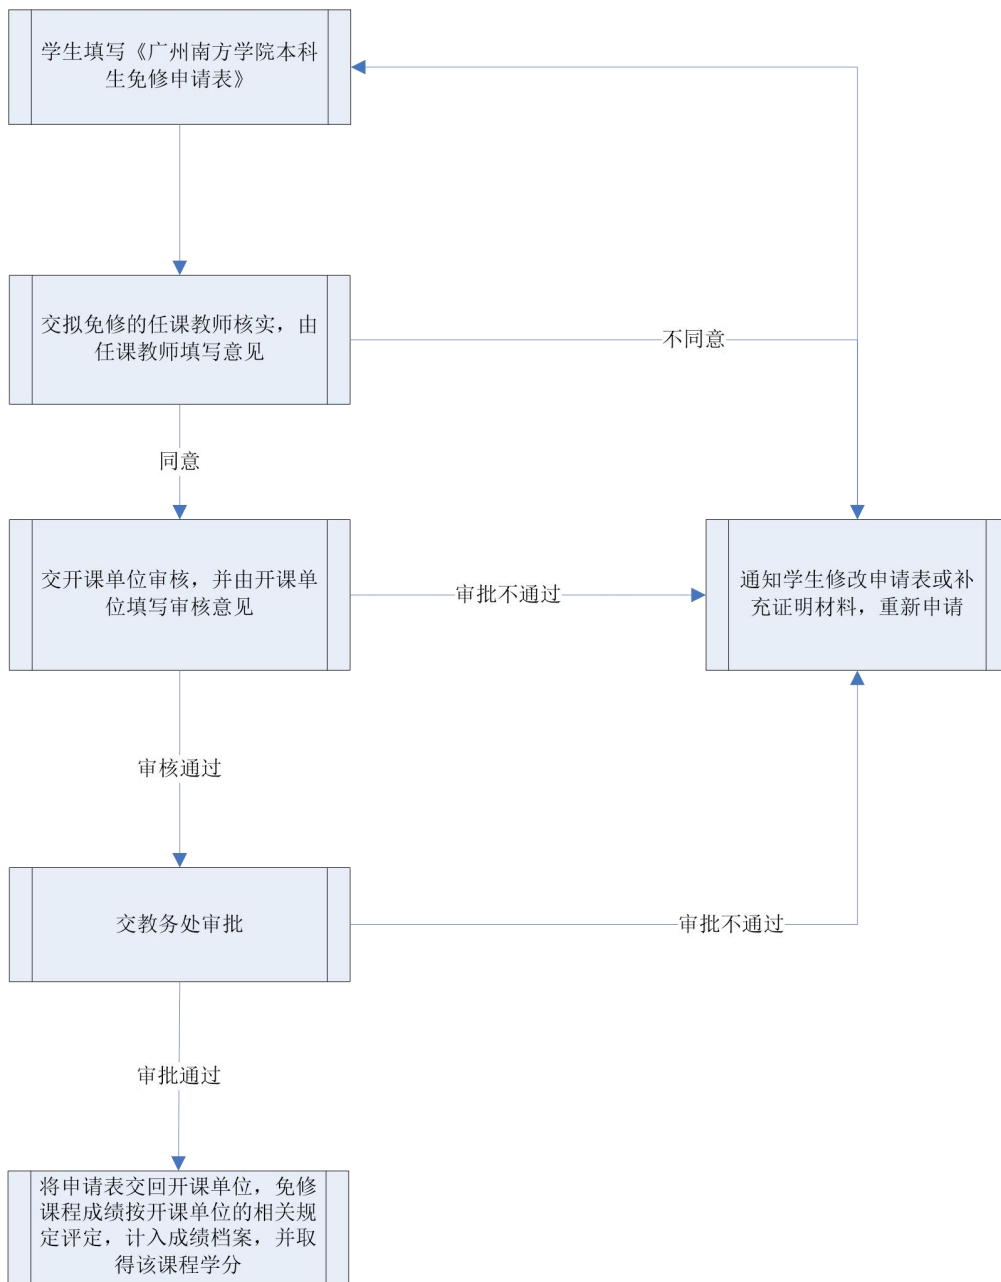 学生填写《广州南方学院本科
生免修申请表》
交拟免修的任课教师核实，由
任课教师填写意见
不同意
同意
交开课单位审核，并由开课单
位填写审核意见
审批不通过
通知学生修改申请表或补
充证明材料，重新申请
审核通过
交教务处审批
审批不通过
审批通过
将申请表交回开课单位，免修
课程成绩按开课单位的相关规
定评定，计入成绩档案，并取
得该课程学分